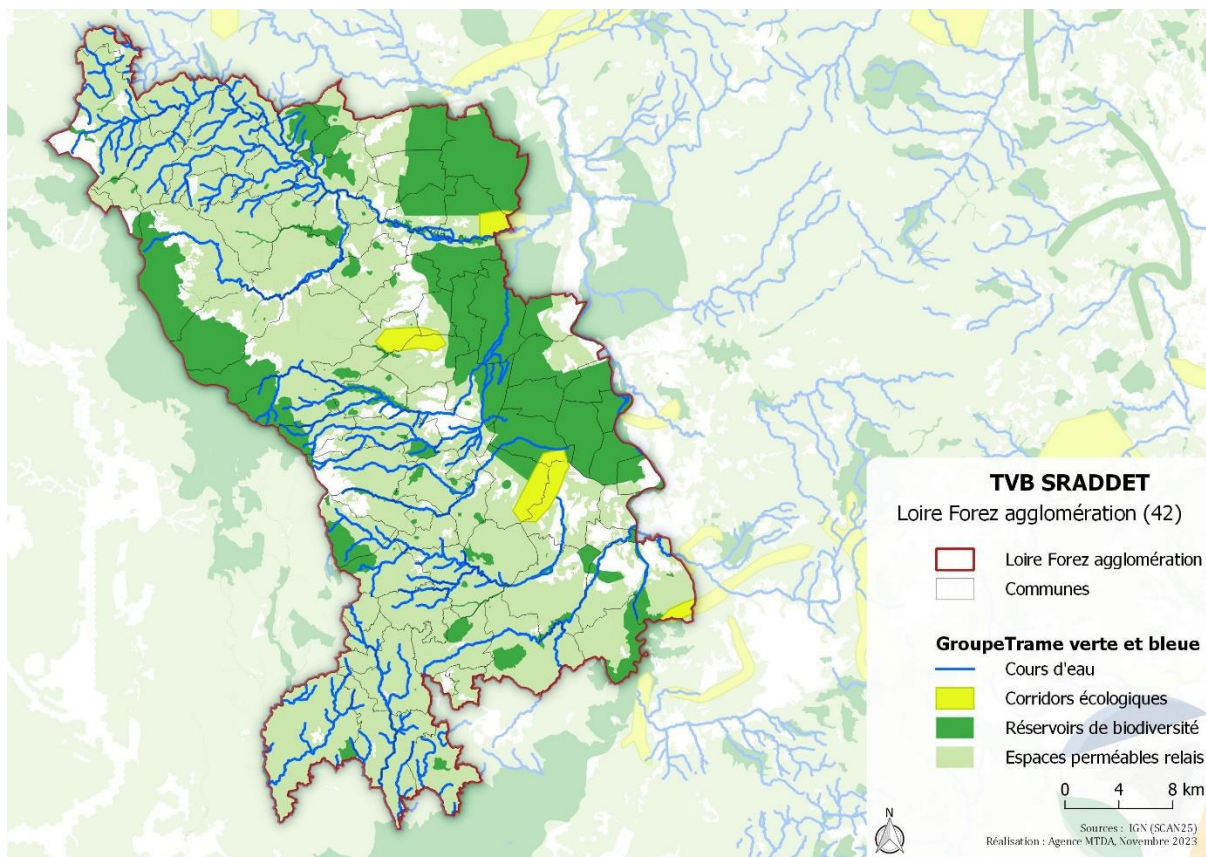 TVB SRADDET
Loire Forez agglomération (42)
Loire Forez agglomération
Communes
GroupeTrame verte et bleue
Cours d'eau
Corridors écologiques
Réservoirs de biodiversité
Espaces perméables relais
0 4 8 km
N
Sources : IGN (SCAN25)
Réalisation : Agence MTDA, Novembre 2023